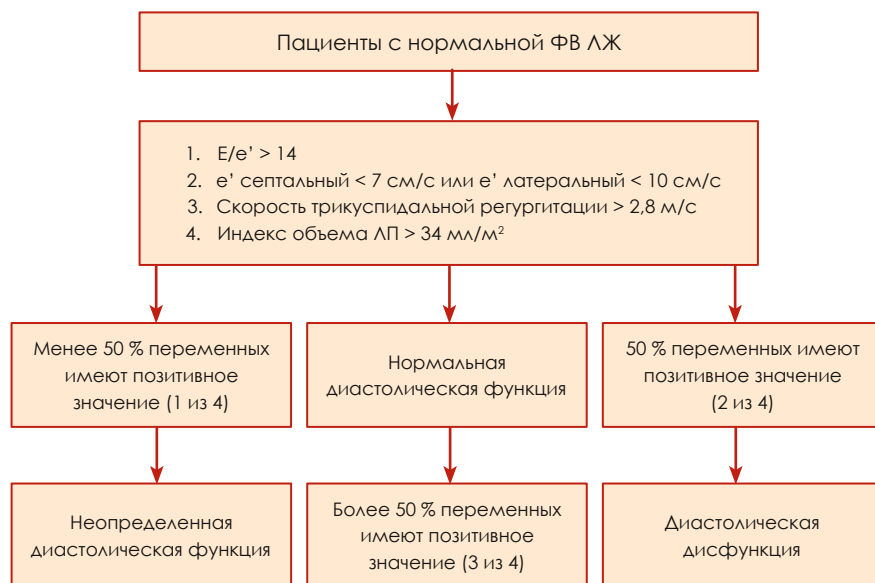 Пациенты с нормальной ФВ ЛЖ
1. E/e’ > 14
2. e’ септальный < 7 см/с или e’ латеральный < 10 см/с
3. Скорость трикуспидальной регургитации > 2,8 м/с
4. Индекс объема ЛП > 34 мл/м²
Менее 50 % переменных
имеют позитивное
значение (1 из 4)
Нормальная
диастолическая функция
50 % переменных имеют
позитивное значение
(2 из 4)
Неопределенная
диастолическая функция
Более 50 % переменных
имеют позитивное
значение (3 из 4)
Диастолическая
дисфункция